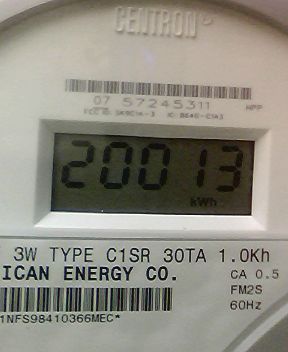 CENTRON
07 57245311 MPP
20013
kWh
3W TYPE C1SR 30TA 1.0Kh
ICAN ENERGY CO.
CA 0.5
FM2S
60Hz
1NFS98410366MEC*